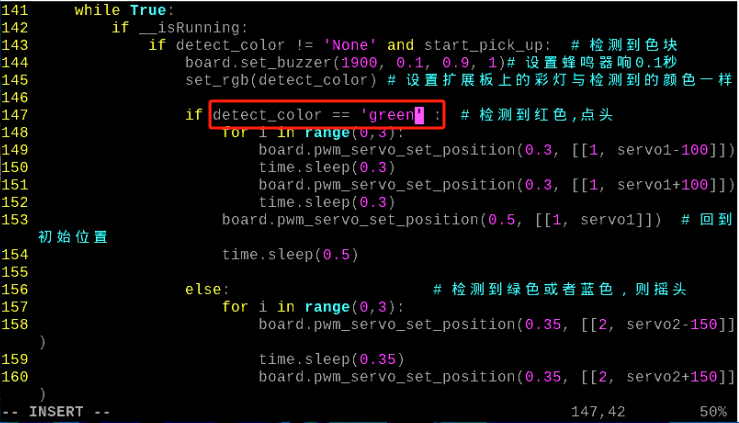 141     while True:
142         if __isRunning:
143             if detect_color != 'None' and start_pick_up:  # 检测到色块
144                 board.set_buzzer(1900, 0.1, 0.9, 1)# 设置蜂鸣器响0.1秒
145                 set_rgb(detect_color) # 设置扩展板上的彩灯与检测到的颜色一样
146
147                 if detect_color == 'green' :  # 检测到红色,点头
148                     for i in range(0,3):
149                         board.pwm_servo_set_position(0.3, [[1, servo1-100]])
150                         time.sleep(0.3)
151                         board.pwm_servo_set_position(0.3, [[1, servo1+100]])
152                         time.sleep(0.3)
153                     board.pwm_servo_set_position(0.5, [[1, servo1]])  # 回到
初始位置
154                     time.sleep(0.5)
155
156                 else:                      # 检测到绿色或者蓝色，则摇头
157                     for i in range(0,3):
158                         board.pwm_servo_set_position(0.35, [[2, servo2-150]]
)
159                         time.sleep(0.35)
160                         board.pwm_servo_set_position(0.35, [[2, servo2+150]]
)
-- INSERT --                                                  147,42        50%